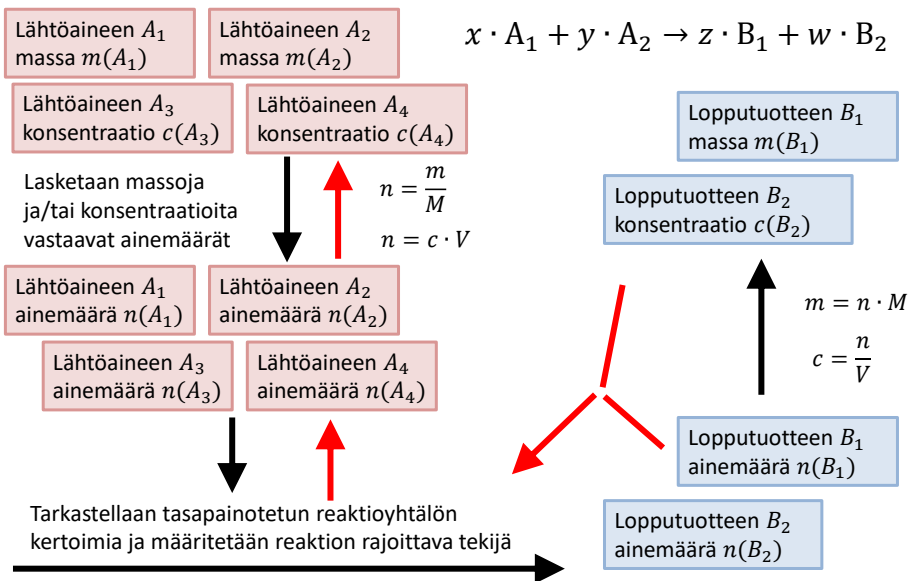 Lähtöaineen A₁
massa m(A₁)
Lähtöaineen A₂
massa m(A₂)
x · A₁ + y · A₂ → z · B₁ + w · B₂
Lähtöaineen A₃
konsentraatio c(A₃)
Lähtöaineen A₄
konsentraatio c(A₄)
Lopputuotteen B₁
massa m(B₁)
Lasketaan massoja
ja/tai konsentraatioita
vastaavat ainemäärät
n = m/M
n = c · V
Lopputuotteen B₂
konsentraatio c(B₂)
Lähtöaineen A₁
ainemäärä n(A₁)
Lähtöaineen A₂
ainemäärä n(A₂)
m = n · M
c = n/V
Lähtöaineen A₃
ainemäärä n(A₃)
Lähtöaineen A₄
ainemäärä n(A₄)
Lopputuotteen B₁
ainemäärä n(B₁)
Tarkastellaan tasapainotetun reaktioyhtälön
kertoimia ja määritetään reaktion rajoittava tekijä
Lopputuotteen B₂
ainemäärä n(B₂)